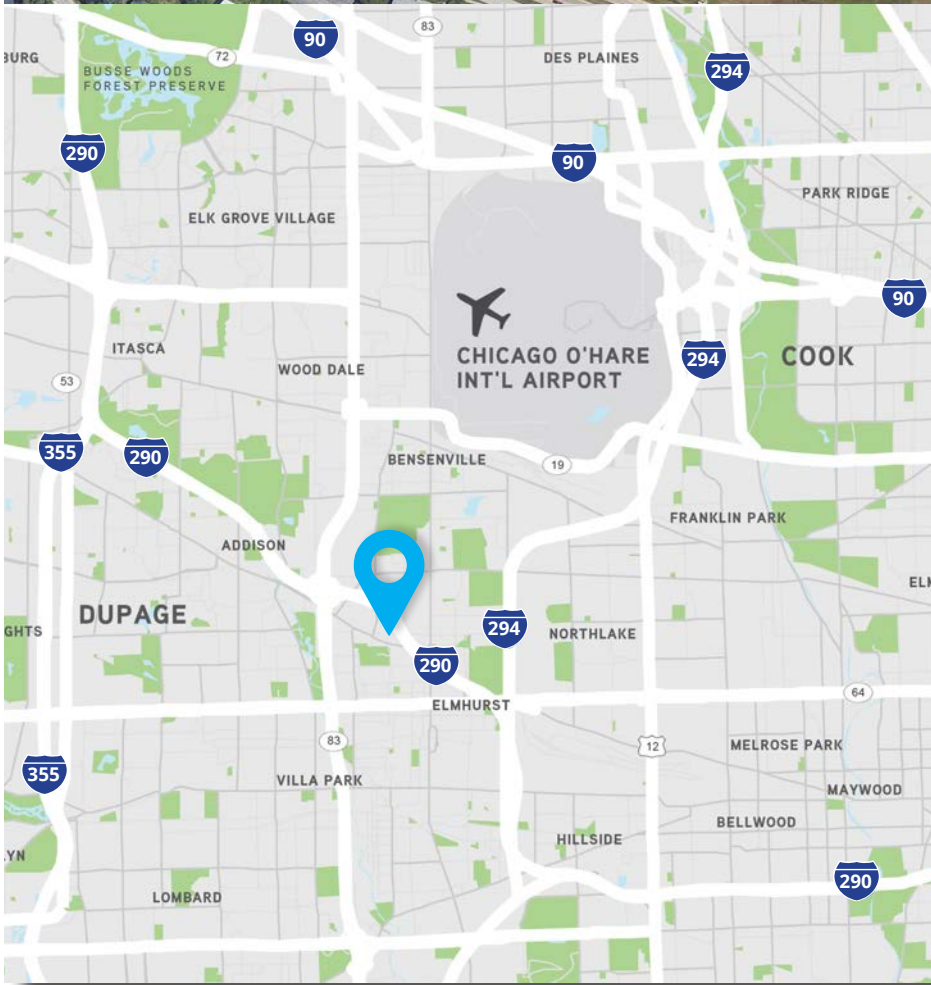 90
83
72
DES PLAINES
BURG
BUSSE WOODS
FOREST PRESERVE
294
290
90
PARK RIDGE
ELK GROVE VILLAGE
90
ITASCA
CHICAGO O'HARE
INT'L AIRPORT
294
COOK
WOOD DALE
53
355
290
BENSENVILLE
19
FRANKLIN PARK
ADDISON
ELM
DUPAGE
GHTS
294
NORTHLAKE
290
ELMHURST
64
83
12
MELROSE PARK
355
VILLA PARK
MAYWOOD
BELLWOOD
HILLSIDE
LYN
290
LOMBARD